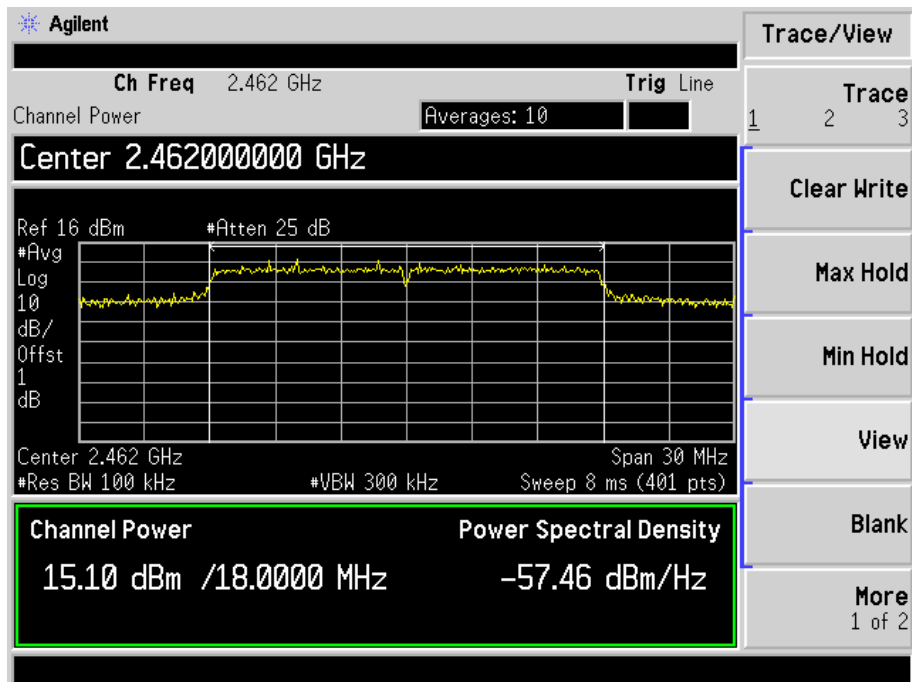 Agilent
Trace/View
Ch Freq 2.462 GHz Trig Line
Channel Power Averages: 10
Trace
1 2 3
Center 2.462000000 GHz
Clear Write
Ref 16 dBm #Atten 25 dB
#Avg
Log
10
dB/
Offst
1
dB
Max Hold
Min Hold
View
Center 2.462 GHz Span 30 MHz
#Res BW 100 kHz #VBW 300 kHz Sweep 8 ms (401 pts)
Channel Power Power Spectral Density
15.10 dBm /18.0000 MHz -57.46 dBm/Hz
Blank
More
1 of 2